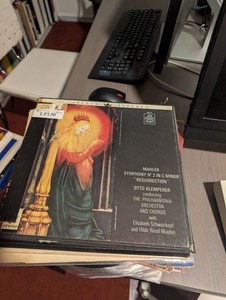 MAHLER
SYMPHONY Nº 2 IN C MINOR
"RESURRECTION"
OTTO KLEMPERER
conducting
THE PHILHARMONIA
ORCHESTRA
AND CHORUS
with
Elisabeth Schwarzkopf
and Hilde Rössl-Majdan